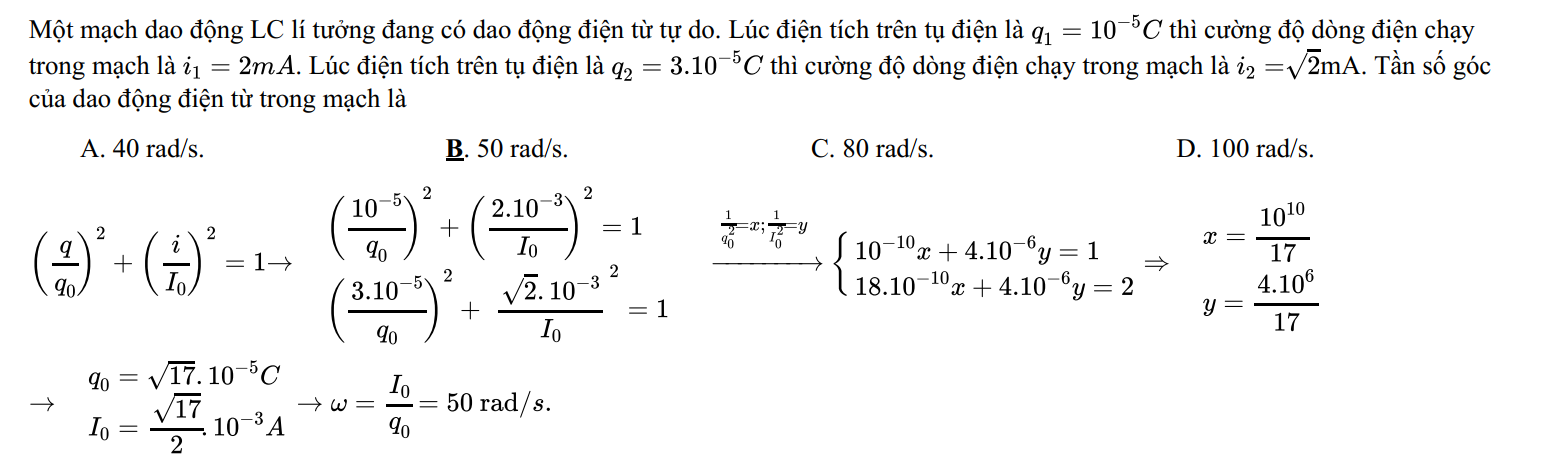 Một mạch dao động LC lí tưởng đang có dao động điện từ tự do. Lúc điện tích trên tụ điện là $q_1 = 10^{-5}C$ thì cường độ dòng điện chạy
trong mạch là $i_1 = 2mA$. Lúc điện tích trên tụ điện là $q_2 = 3.10^{-5}C$ thì cường độ dòng điện chạy trong mạch là $i_2 = \sqrt{2}$mA. Tần số góc
của dao động điện từ trong mạch là
A. 40 rad/s. B. 50 rad/s. C. 80 rad/s. D. 100 rad/s.
$\left(\frac{q}{q_0}\right)^2 + \left(\frac{i}{I_0}\right)^2 = 1 \rightarrow \begin{matrix} \left(\frac{10^{-5}}{q_0}\right)^2 + \left(\frac{2.10^{-3}}{I_0}\right)^2 = 1 \\ \left(\frac{3.10^{-5}}{q_0}\right)^2 + \frac{\sqrt{2}.10^{-3}}{I_0}^2 = 1 \end{matrix} \xrightarrow{\frac{1}{q_0^2}=x;\frac{1}{I_0^2}=y} \begin{cases} 10^{-10}x + 4.10^{-6}y = 1 \\ 18.10^{-10}x + 4.10^{-6}y = 2 \end{cases} \Rightarrow \begin{matrix} x = \frac{10^{10}}{17} \\ y = \frac{4.10^6}{17} \end{matrix}$
$\rightarrow \begin{matrix} q_0 = \sqrt{17}.10^{-5}C \\ I_0 = \frac{\sqrt{17}}{2}.10^{-3}A \end{matrix} \rightarrow \omega = \frac{I_0}{q_0} = 50 \text{ rad}/s.$